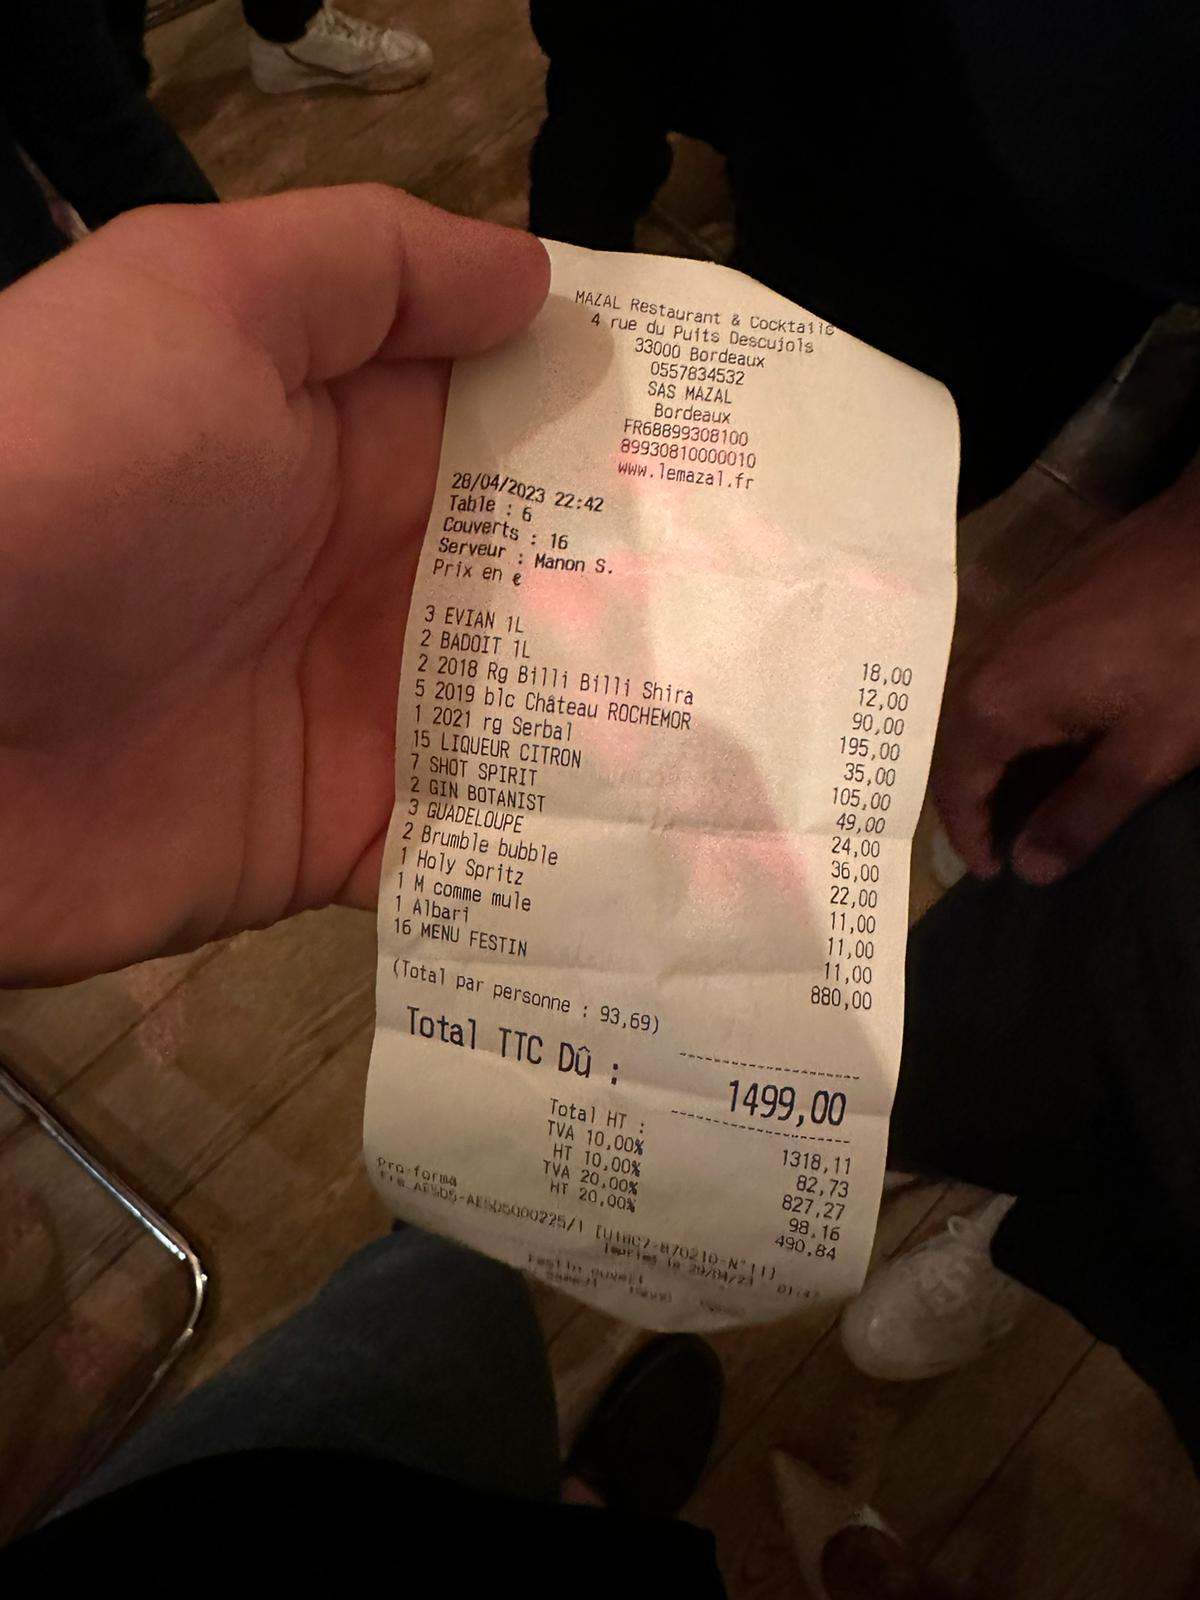 MAZAL Restaurant & Cocktails
4 rue du Puits Descujols
33000 Bordeaux
0557834532
SAS MAZAL
Bordeaux
FR68899308100
89930810000010
www.lemazal.fr
28/04/2023 22:42
Table : 6
Couverts : 16
Serveur : Manon S.
Prix en €
3 EVIAN 1L 18,00
2 BADOIT 1L 12,00
2 2018 Rg Billi Billi Shira 90,00
5 2019 blc Château ROCHEMOR 195,00
1 2021 rg Serbal 35,00
15 LIQUEUR CITRON 105,00
7 SHOT SPIRIT 49,00
2 GIN BOTANIST 24,00
3 GUADELOUPE 36,00
2 Brumble bubble 22,00
1 Holy Spritz 11,00
1 M comme mule 11,00
1 Albari 11,00
16 MENU FESTIN 880,00
(Total par personne : 93,69)
Total TTC Dû : 1499,00
Total HT : 1318,11
TVA 10,00% 82,73
HT 10,00% 827,27
TVA 20,00% 98,16
HT 20,00% 490,84
Pro-forma
Imprimé le 29/04/23
Festin ouvert